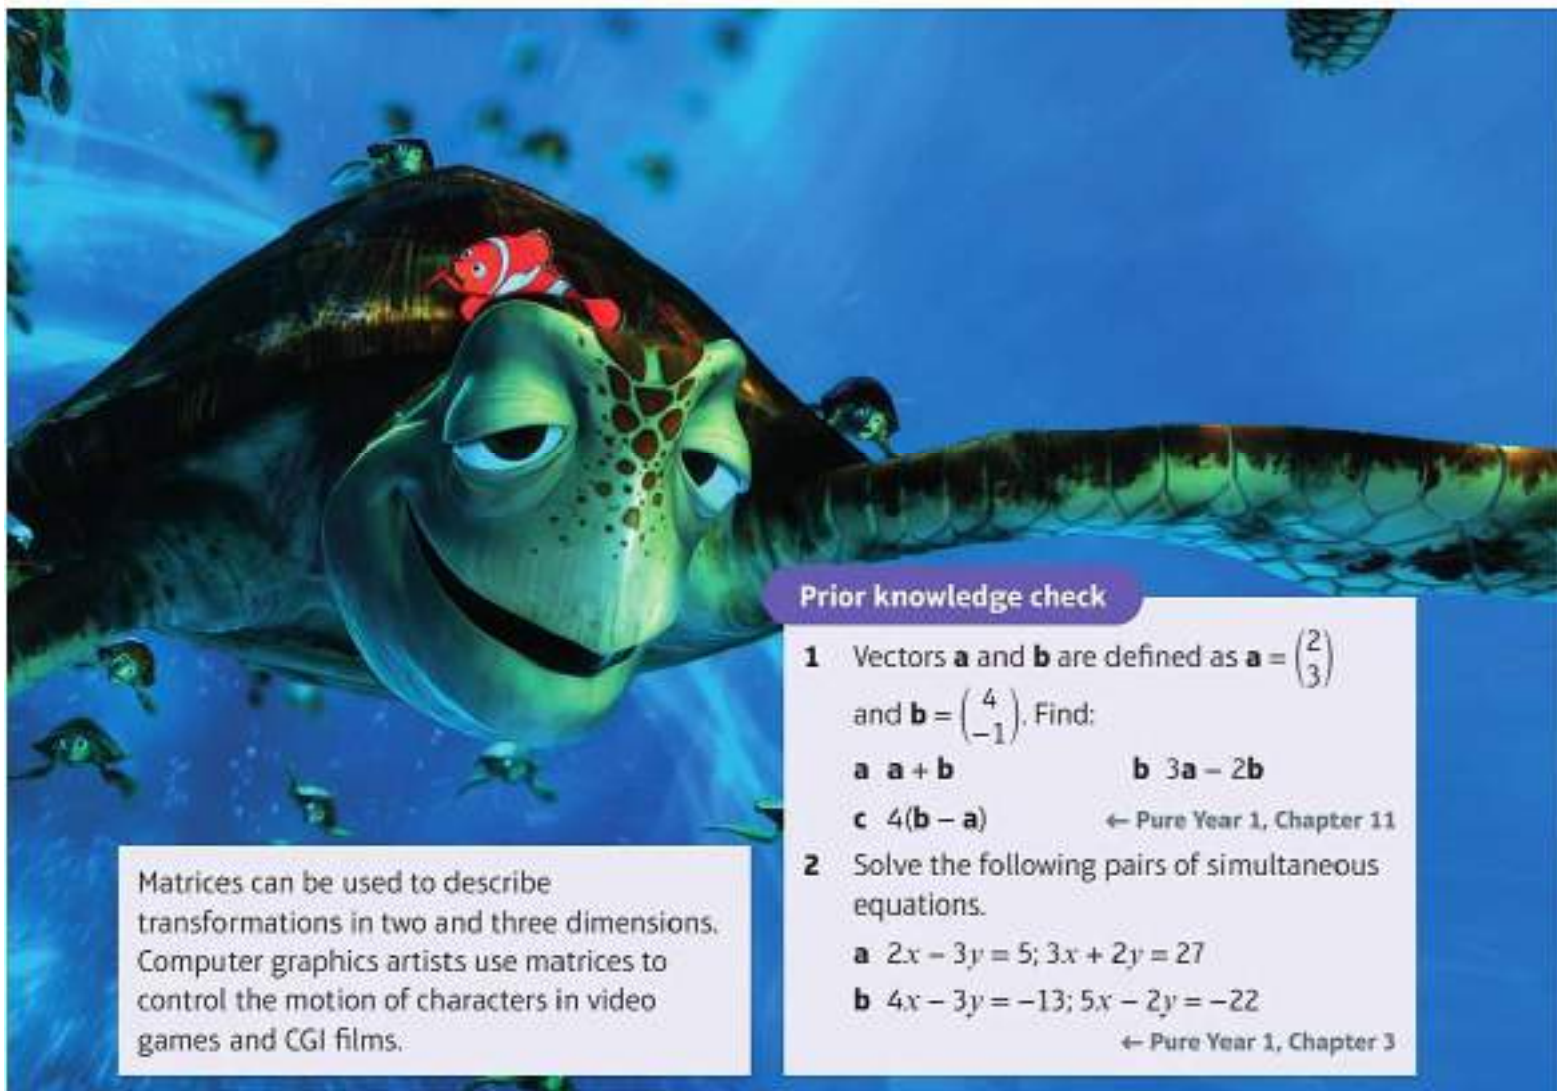 Prior knowledge check
1 Vectors a and b are defined as a = (2 3)
and b = (4 −1). Find:
a a + b b 3a − 2b
c 4(b − a) ← Pure Year 1, Chapter 11
2 Solve the following pairs of simultaneous
equations.
a 2x − 3y = 5; 3x + 2y = 27
b 4x − 3y = −13; 5x − 2y = −22
← Pure Year 1, Chapter 3
Matrices can be used to describe
transformations in two and three dimensions.
Computer graphics artists use matrices to
control the motion of characters in video
games and CGI films.